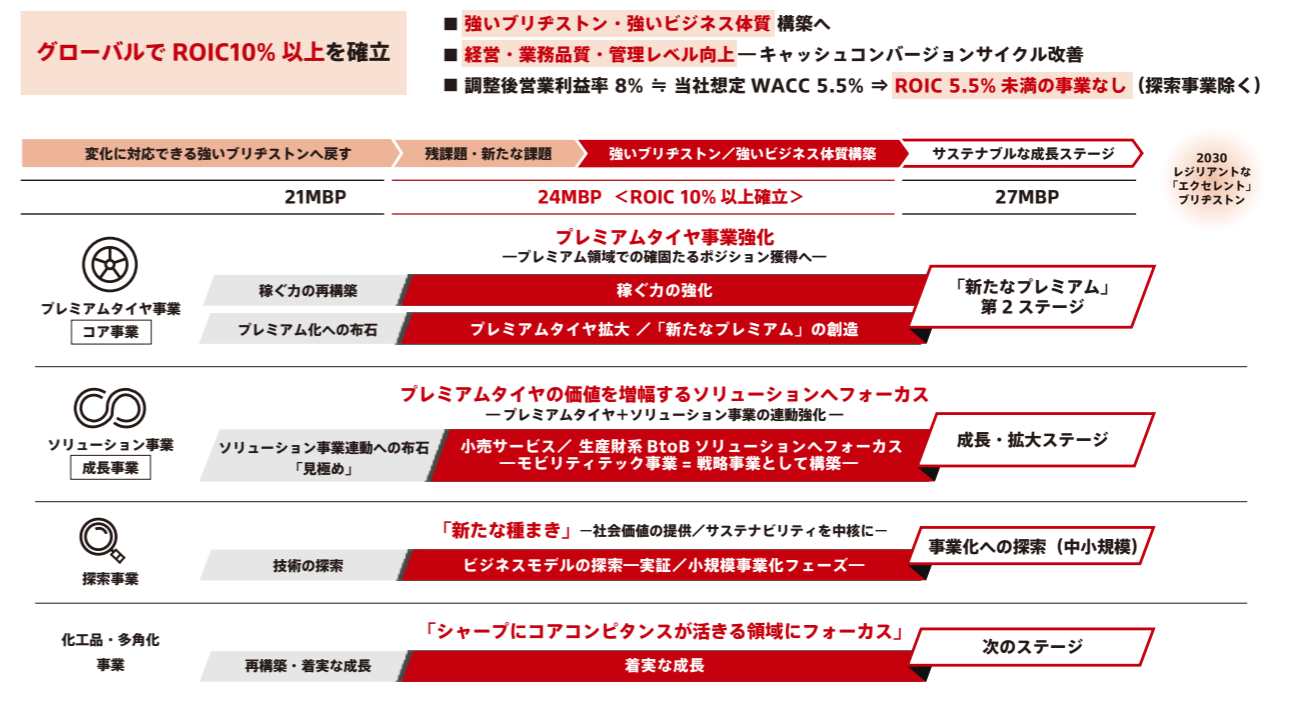 グローバルで ROIC10% 以上を確立
■ 強いブリヂストン・強いビジネス体質 構築へ
■ 経営・業務品質・管理レベル向上―キャッシュコンバージョンサイクル改善
■ 調整後営業利益率 8% ≒ 当社想定 WACC 5.5% ⇒ ROIC 5.5% 未満の事業なし（探索事業除く）
変化に対応できる強いブリヂストンへ戻す
残課題・新たな課題
強いブリヂストン／強いビジネス体質構築
サステナブルな成長ステージ
2030
レジリアントな
「エクセレント」
ブリヂストン
21MBP
24MBP ＜ROIC 10% 以上確立＞
27MBP
プレミアムタイヤ事業強化
―プレミアム領域での確固たるポジション獲得へ―
プレミアムタイヤ事業
コア事業
稼ぐ力の再構築
稼ぐ力の強化
プレミアム化への布石
プレミアムタイヤ拡大 ／「新たなプレミアム」の創造
「新たなプレミアム」
第 2 ステージ
プレミアムタイヤの価値を増幅するソリューションへフォーカス
― プレミアムタイヤ＋ソリューション事業の連動強化 ―
ソリューション事業
成長事業
ソリューション事業連動への布石
「見極め」
小売サービス／ 生産財系 BtoB ソリューションへフォーカス
―モビリティテック事業 = 戦略事業として構築―
成長・拡大ステージ
「新たな種まき」―社会価値の提供／サステナビリティを中核に―
探索事業
技術の探索
ビジネスモデルの探索―実証／小規模事業化フェーズ―
事業化への探索（中小規模）
「シャープにコアコンピタンスが活きる領域にフォーカス」
化工品・多角化
事業
再構築・着実な成長
着実な成長
次のステージ